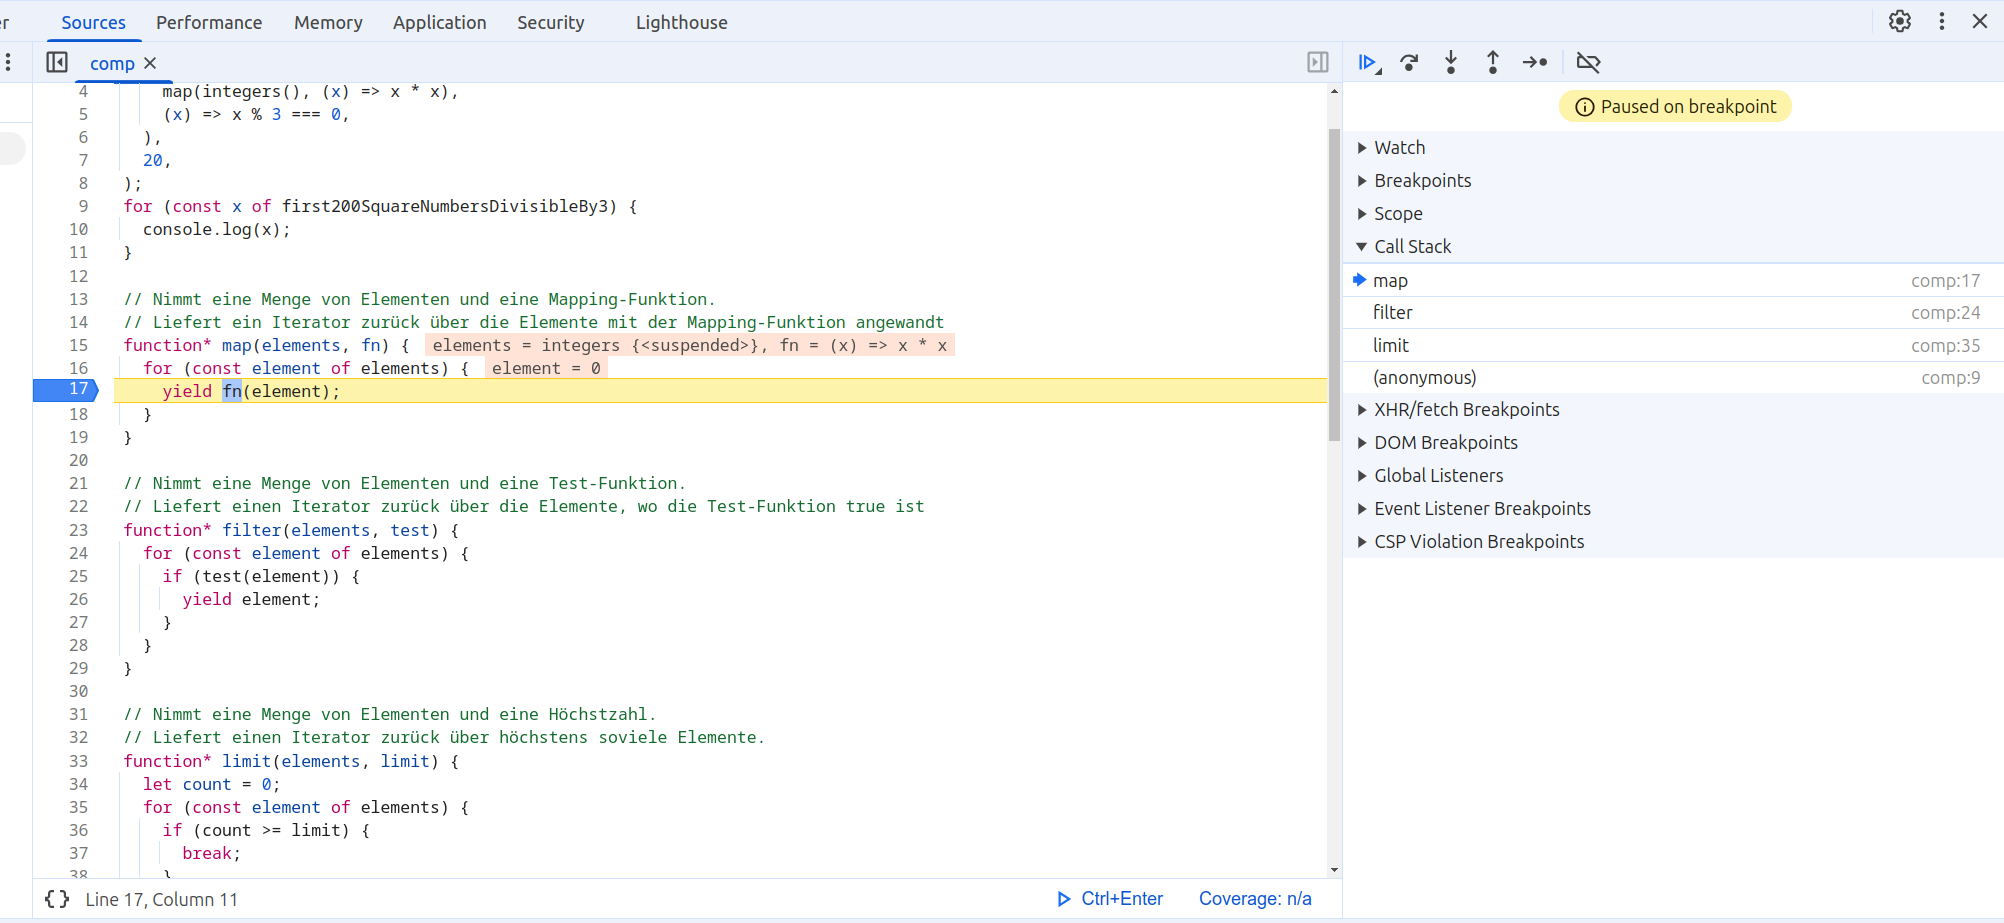 er Sources Performance Memory Application Security Lighthouse
comp
4 map(integers(), (x) => x * x),
5 (x) => x % 3 === 0,
6 ),
7 20,
8 );
9 for (const x of first200SquareNumbersDivisibleBy3) {
10 console.log(x);
11 }
12
13 // Nimmt eine Menge von Elementen und eine Mapping-Funktion.
14 // Liefert ein Iterator zurück über die Elemente mit der Mapping-Funktion angewandt
15 function* map(elements, fn) { elements = integers {<suspended>}, fn = (x) => x * x
16 for (const element of elements) { element = 0
17 yield fn(element);
18 }
19 }
20
21 // Nimmt eine Menge von Elementen und eine Test-Funktion.
22 // Liefert einen Iterator zurück über die Elemente, wo die Test-Funktion true ist
23 function* filter(elements, test) {
24 for (const element of elements) {
25 if (test(element)) {
26 yield element;
27 }
28 }
29 }
30
31 // Nimmt eine Menge von Elementen und eine Höchstzahl.
32 // Liefert einen Iterator zurück über höchstens soviele Elemente.
33 function* limit(elements, limit) {
34 let count = 0;
35 for (const element of elements) {
36 if (count >= limit) {
37 break;
38 }
{} Line 17, Column 11 Ctrl+Enter Coverage: n/a
Paused on breakpoint
Watch
Breakpoints
Scope
Call Stack
map comp:17
filter comp:24
limit comp:35
(anonymous) comp:9
XHR/fetch Breakpoints
DOM Breakpoints
Global Listeners
Event Listener Breakpoints
CSP Violation Breakpoints